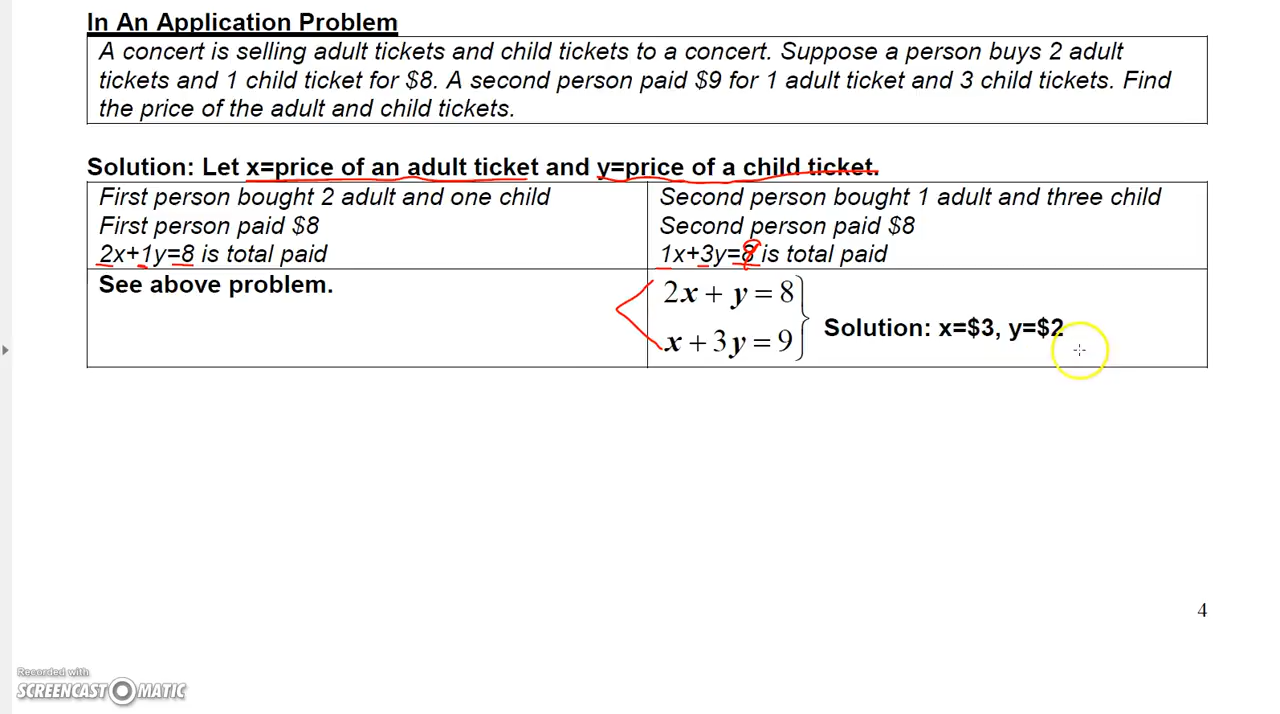 In An Application Problem
A concert is selling adult tickets and child tickets to a concert. Suppose a person buys 2 adult
tickets and 1 child ticket for $8. A second person paid $9 for 1 adult ticket and 3 child tickets. Find
the price of the adult and child tickets.
Solution: Let x=price of an adult ticket and y=price of a child ticket.
First person bought 2 adult and one child
First person paid $8
2x+1y=8 is total paid
Second person bought 1 adult and three child
Second person paid $8
1x+3y=9 is total paid
See above problem.
2x + y = 8
x + 3y = 9
Solution: x=$3, y=$2
4
Recorded with
SCREENCAST MATIC